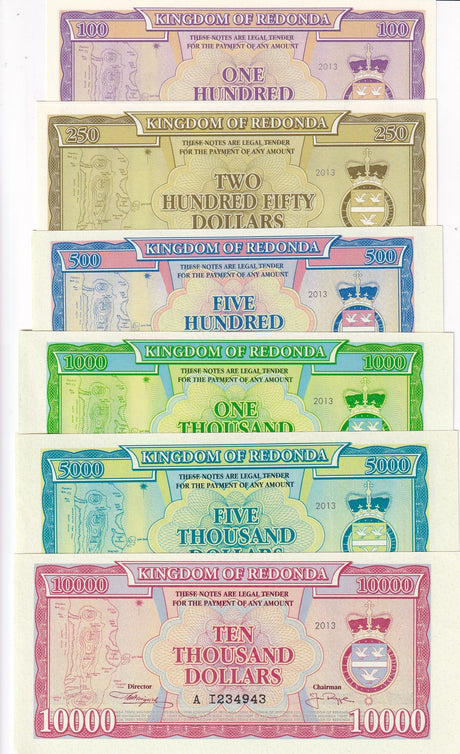 KINGDOM OF REDONDA
100 100
THESE NOTES ARE LEGAL TENDER
FOR THE PAYMENT OF ANY AMOUNT
2013
ONE
HUNDRED
KINGDOM OF REDONDA
250 250
THESE NOTES ARE LEGAL TENDER
FOR THE PAYMENT OF ANY AMOUNT
2013
TWO
HUNDRED FIFTY
DOLLARS
KINGDOM OF REDONDA
500 500
THESE NOTES ARE LEGAL TENDER
FOR THE PAYMENT OF ANY AMOUNT
2013
FIVE
HUNDRED
KINGDOM OF REDONDA
1000 1000
THESE NOTES ARE LEGAL TENDER
FOR THE PAYMENT OF ANY AMOUNT
2013
ONE
THOUSAND
KINGDOM OF REDONDA
5000 5000
THESE NOTES ARE LEGAL TENDER
FOR THE PAYMENT OF ANY AMOUNT
2013
FIVE
THOUSAND
DOLLARS
KINGDOM OF REDONDA
10000 10000
THESE NOTES ARE LEGAL TENDER
FOR THE PAYMENT OF ANY AMOUNT
2013
TEN
THOUSAND
DOLLARS
Director Chairman
A 1234943
10000 10000